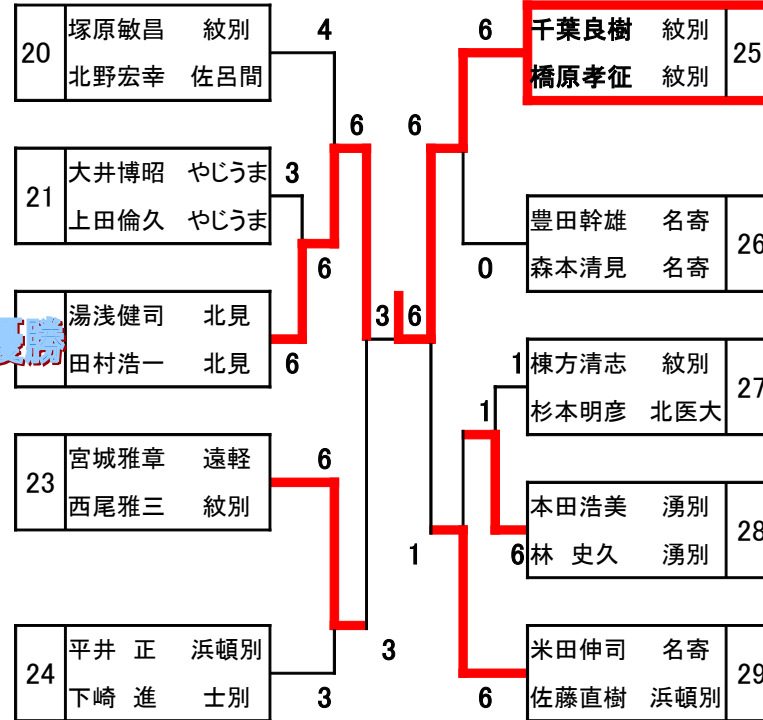 20 塚原敏昌 紋別
北野宏幸 佐呂間
4
21 大井博昭 やじうま
上田倫久 やじうま
3
6
6
優勝
湯浅健司 北見
田村浩一 北見
6
3
23 宮城雅章 遠軽
西尾雅三 紋別
6
24 平井 正 浜頓別
下崎 進 士別
3
3
6
千葉良樹 紋別 25
橋原孝征 紋別
6
豊田幹雄 名寄 26
森本清見 名寄
0
6
棟方清志 紋別 27
杉本明彦 北医大
1
1
本田浩美 湧別 28
林 史久 湧別
6
1
米田伸司 名寄 29
佐藤直樹 浜頓別
6